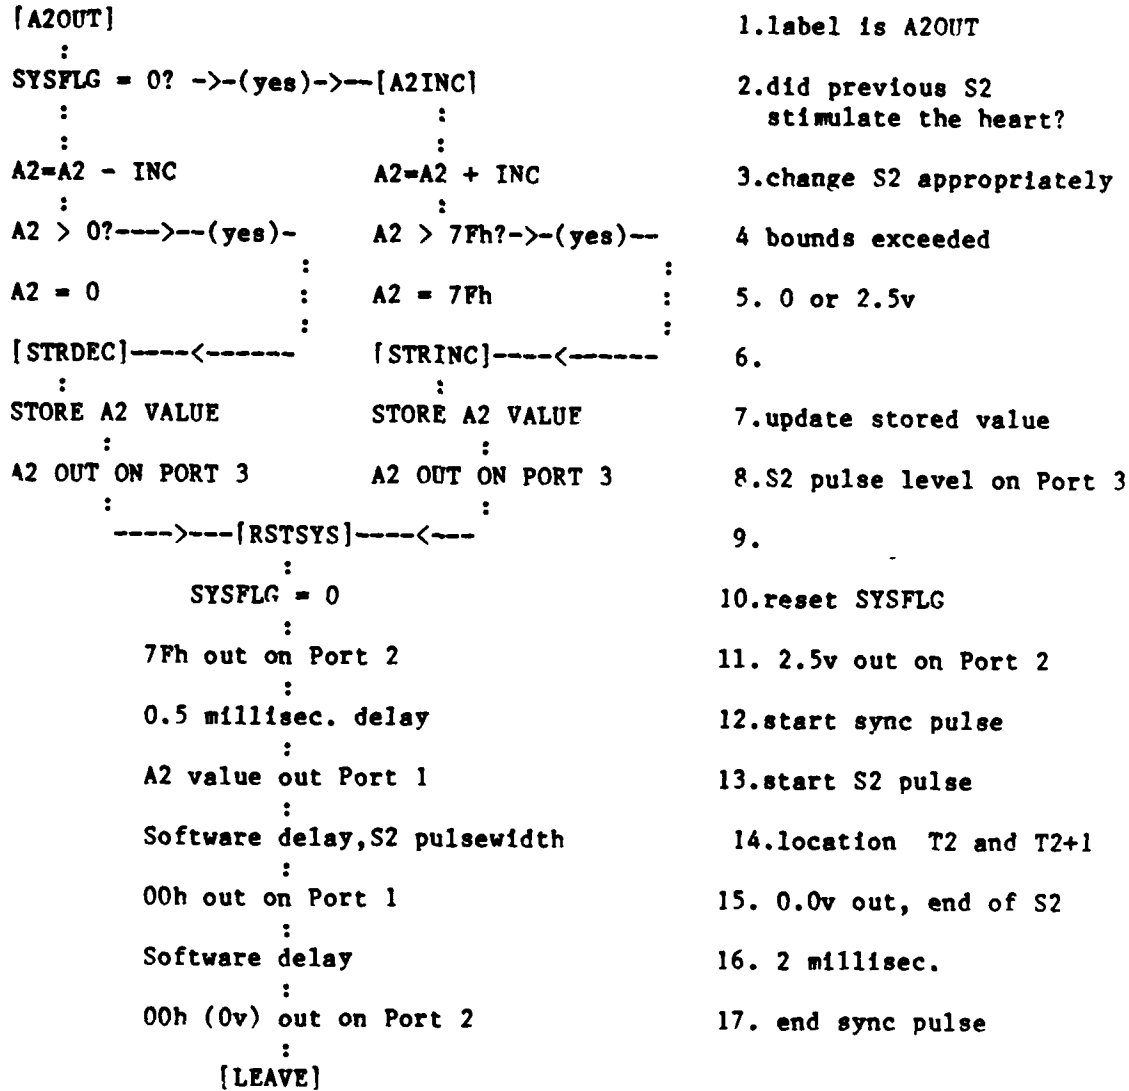 [A2OUT]                                        1.label is A2OUT
   :
SYSFLG = 0? ->-(yes)->--[A2INC]                2.did previous S2
   :                       :                     stimulate the heart?
   :                       :
A2=A2 - INC            A2=A2 + INC             3.change S2 appropriately
   :                       :
A2 > 0?--->--(yes)-    A2 > 7Fh?->-(yes)--     4 bounds exceeded
                  :                      :
A2 = 0            :    A2 = 7Fh          :     5. 0 or 2.5v
                  :                      :
[STRDEC]----<------    [STRINC]----<------     6.
   :                       :
STORE A2 VALUE         STORE A2 VALUE          7.update stored value
      :                       :
A2 OUT ON PORT 3       A2 OUT ON PORT 3        8.S2 pulse level on Port 3
      :                       :
      ---->---[RSTSYS]----<---                 9.
                 :
           SYSFLG = 0                          10.reset SYSFLG
                 :
        7Fh out on Port 2                      11. 2.5v out on Port 2
                 :
        0.5 millisec. delay                    12.start sync pulse
                 :
        A2 value out Port 1                    13.start S2 pulse
                 :
        Software delay,S2 pulsewidth           14.location  T2 and T2+1
                 :
        00h out on Port 1                      15. 0.0v out, end of S2
                 :
        Software delay                         16. 2 millisec.
                 :
        00h (0v) out on Port 2                 17. end sync pulse
                 :
            [LEAVE]